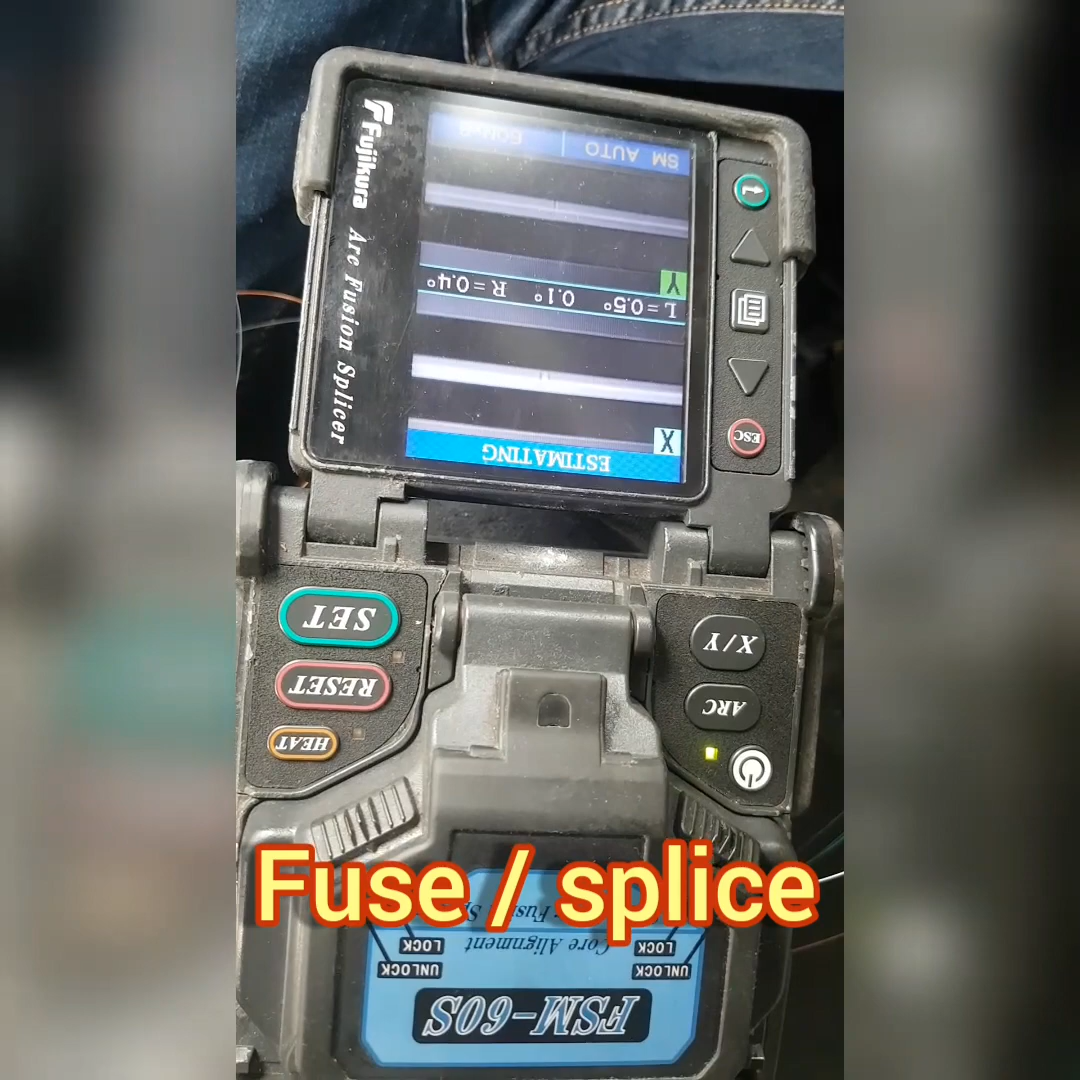 Fujikura Arc Fusion Splicer
SM AUTO
L=0.5° 0.1° R=0.4°
Y
X
ESTIMATING
ESC
SET
RESET
HEAT
X/Y
ARC
Fuse / splice
Core Alignment
LOCK
LOCK
UNLOCK
UNLOCK
FSM-60S